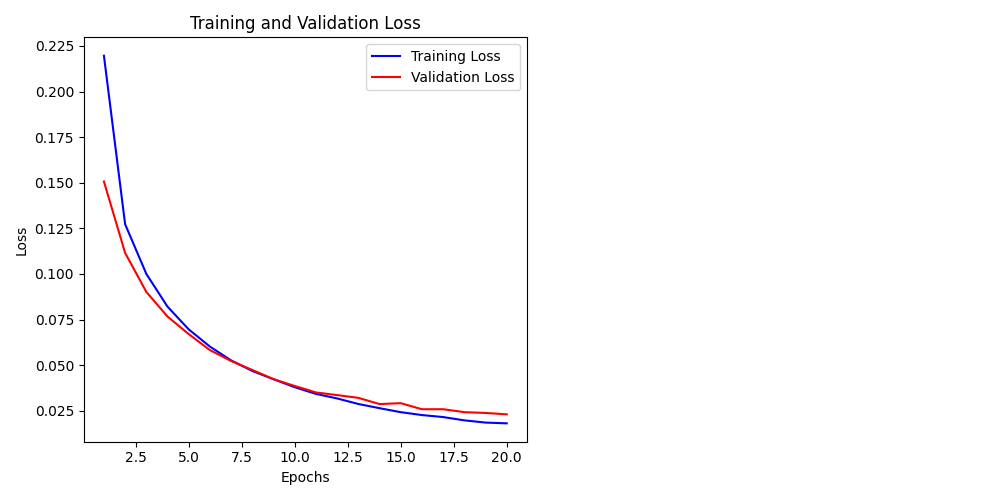 Training and Validation Loss
Training Loss
Validation Loss
0.225
0.200
0.175
0.150
0.125
0.100
0.075
0.050
0.025
Loss
2.5 5.0 7.5 10.0 12.5 15.0 17.5 20.0
Epochs